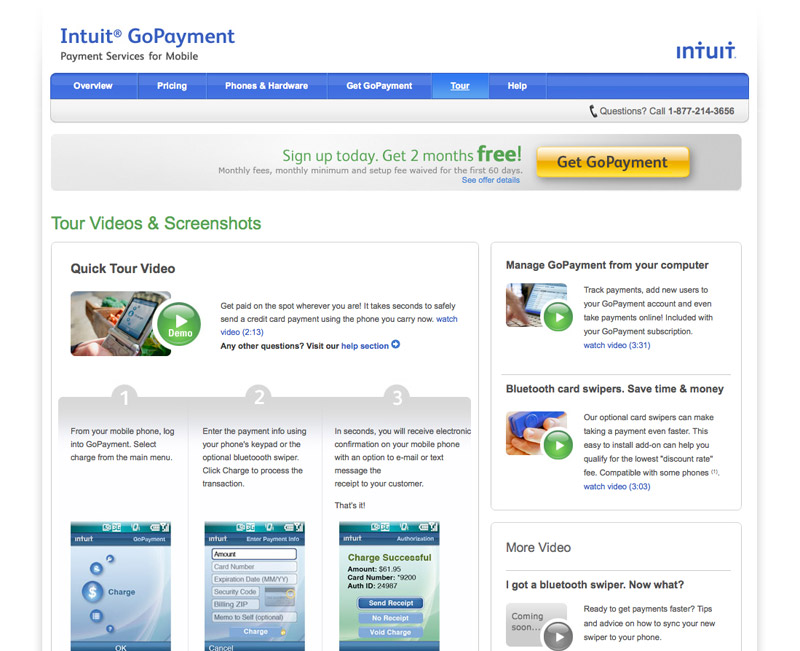 Intuit® GoPayment
Payment Services for Mobile
intuit.
Overview
Pricing
Phones & Hardware
Get GoPayment
Tour
Help
Questions? Call 1-877-214-3656
Sign up today. Get 2 months free!
Monthly fees, monthly minimum and setup fee waived for the first 60 days.
See offer details
Get GoPayment
Tour Videos & Screenshots
Quick Tour Video
Demo
Get paid on the spot wherever you are! It takes seconds to safely
send a credit card payment using the phone you carry now. watch
video (2:13)
Any other questions? Visit our help section
1
From your mobile phone, log
into GoPayment. Select
charge from the main menu.
2
Enter the payment info using
your phone's keypad or the
optional bluetoooth swiper.
Click Charge to process the
transaction.
3
In seconds, you will receive electronic
confirmation on your mobile phone
with an option to e-mail or text
message the
receipt to your customer.
That's it!
intuit GoPayment
Charge
OK
intuit Enter Payment Info
Amount
Card Number
Expiration Date (MM/YY)
Security Code
Billing ZIP
Memo to Self (optional)
Charge
Cancel
intuit Authorization
Charge Successful
Amount: $61.95
Card Number: *9200
Auth ID: 24987
Send Receipt
No Receipt
Void Charge
Manage GoPayment from your computer
Track payments, add new users to
your GoPayment account and even
take payments online! Included with
your GoPayment subscription.
watch video (3:31)
Bluetooth card swipers. Save time & money
Our optional card swipers can make
taking a payment even faster. This
easy to install add-on can help you
qualify for the lowest "discount rate"
fee. Compatible with some phones (1).
watch video (3:03)
More Video
I got a bluetooth swiper. Now what?
Coming
soon...
Ready to get payments faster? Tips
and advice on how to sync your new
swiper to your phone.